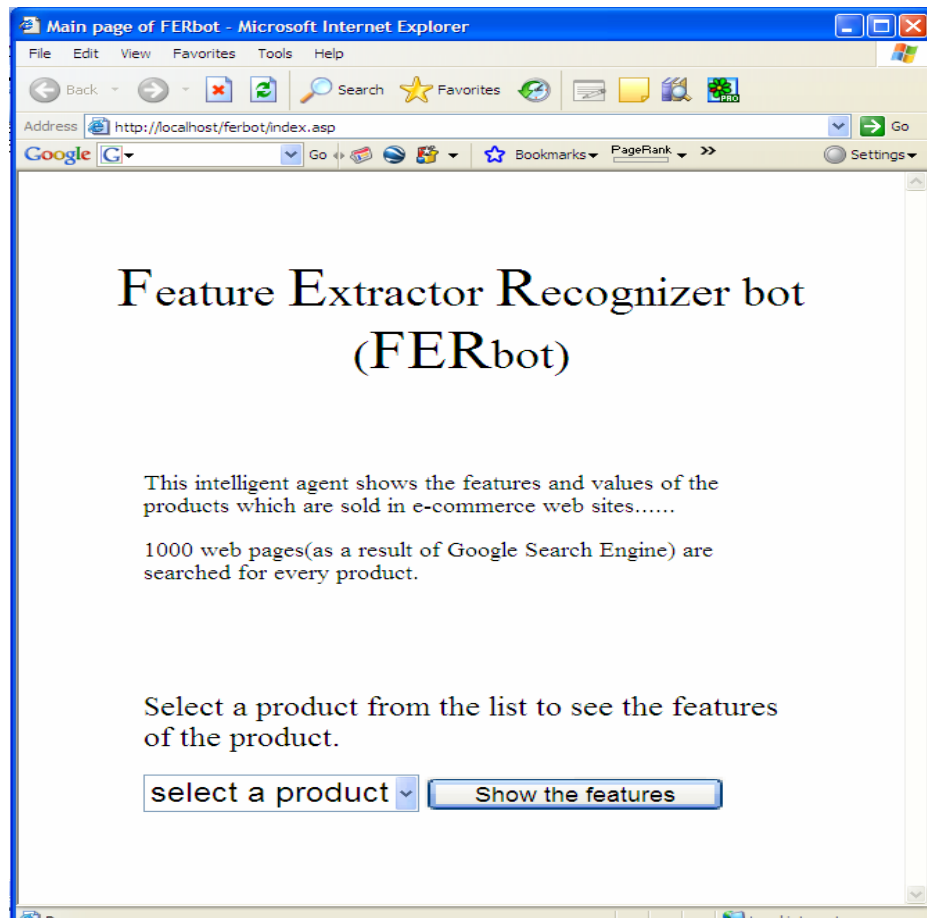 Main page of FERbot - Microsoft Internet Explorer
File Edit View Favorites Tools Help
Back Search Favorites PRO
Address http://localhost/ferbot/index.asp Go
Google G Go Bookmarks PageRank >> Settings
Feature Extractor Recognizer bot
(FERbot)
This intelligent agent shows the features and values of the
products which are sold in e-commerce web sites......
1000 web pages(as a result of Google Search Engine) are
searched for every product.
Select a product from the list to see the features
of the product.
select a product Show the features